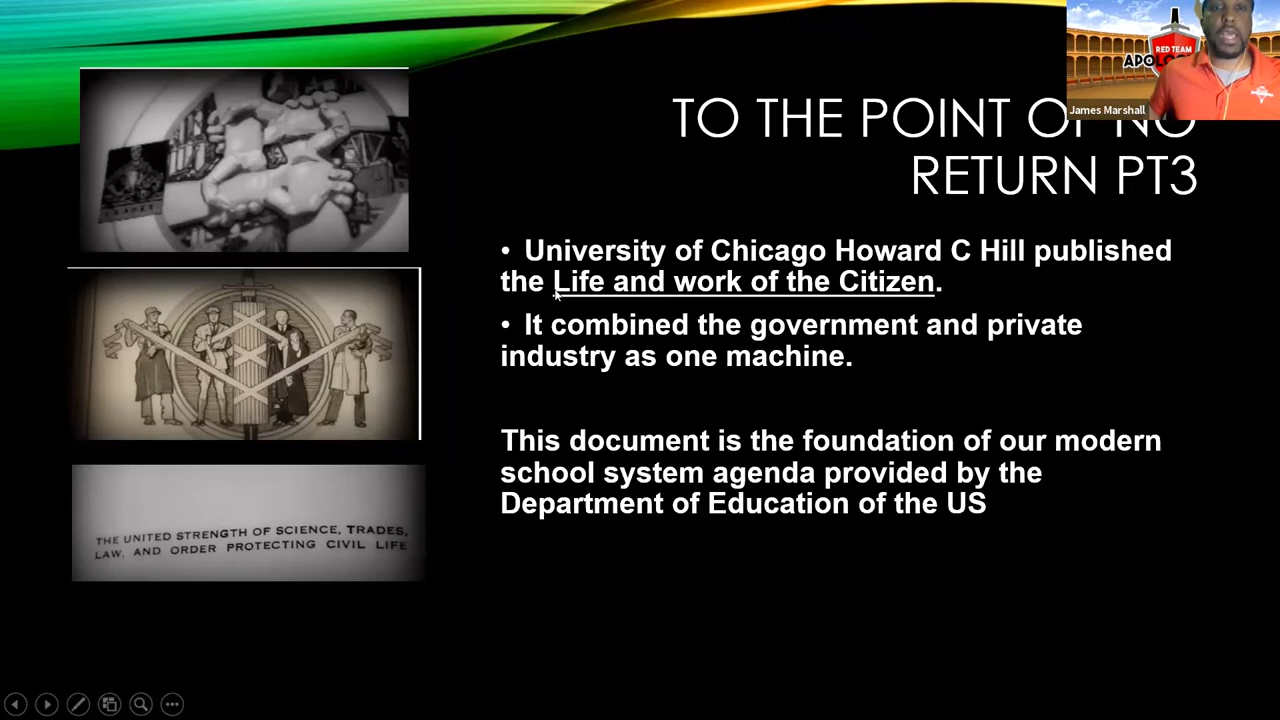 RED TEAM
James Marshall
TO THE POINT OF NO
RETURN PT3
• University of Chicago Howard C Hill published
the Life and work of the Citizen.
• It combined the government and private
industry as one machine.
This document is the foundation of our modern
school system agenda provided by the
Department of Education of the US
THE UNITED STRENGTH OF SCIENCE, TRADES,
LAW, AND ORDER PROTECTING CIVIL LIFE